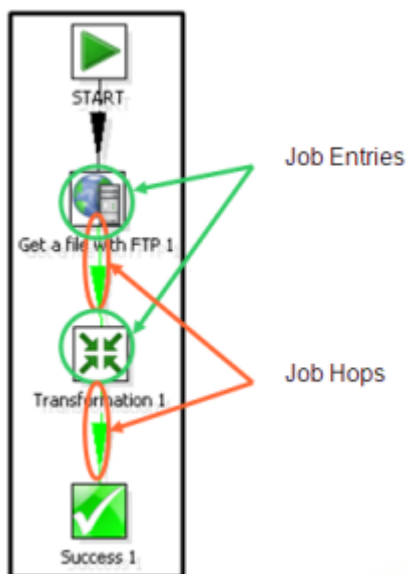 START
Get a file with FTP 1
Job Entries
Transformation 1
Job Hops
Success 1